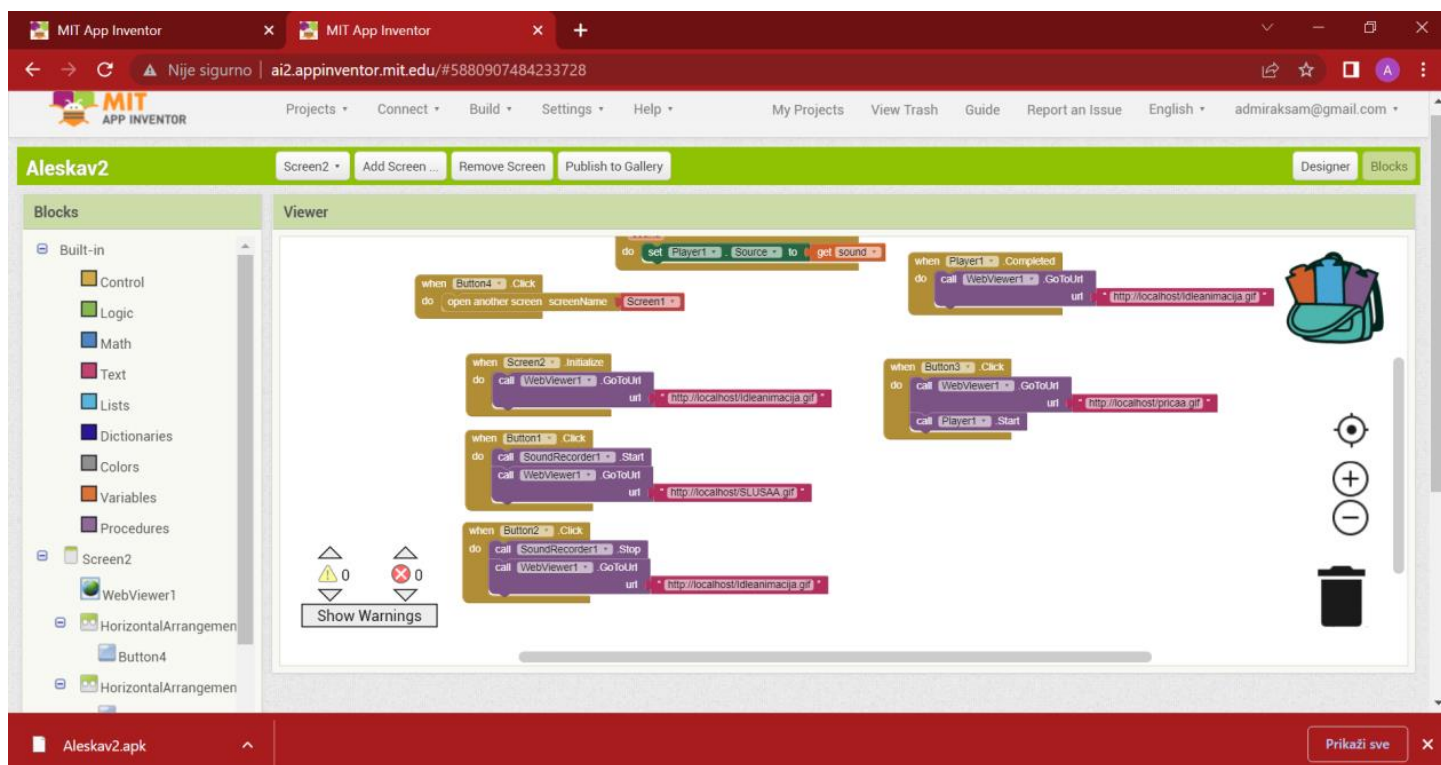 MIT App Inventor
MIT App Inventor
Nije sigurno
ai2.appinventor.mit.edu/#5880907484233728
MIT
APP INVENTOR
Projects
Connect
Build
Settings
Help
My Projects
View Trash
Guide
Report an Issue
English
admiraksam@gmail.com
Aleskav2
Screen2
Add Screen ...
Remove Screen
Publish to Gallery
Designer
Blocks
Blocks
Viewer
Built-in
Control
Logic
Math
Text
Lists
Dictionaries
Colors
Variables
Procedures
Screen2
WebViewer1
HorizontalArrangemen
Button4
HorizontalArrangemen
do set Player1 . Source to get sound
when Button4 .Click
do open another screen screenName Screen1
when Player1 .Completed
do call WebViewer1 .GoToUrl
url " http://localhost/Idleanimacija.gif "
when Screen2 .Initialize
do call WebViewer1 .GoToUrl
url " http://localhost/Idleanimacija.gif "
when Button3 .Click
do call WebViewer1 .GoToUrl
url " http://localhost/pricaa.gif "
call Player1 .Start
when Button1 .Click
do call SoundRecorder1 .Start
call WebViewer1 .GoToUrl
url " http://localhost/SLUSAA.gif "
when Button2 .Click
do call SoundRecorder1 .Stop
call WebViewer1 .GoToUrl
url " http://localhost/Idleanimacija.gif "
0
0
Show Warnings
Aleskav2.apk
Prikaži sve